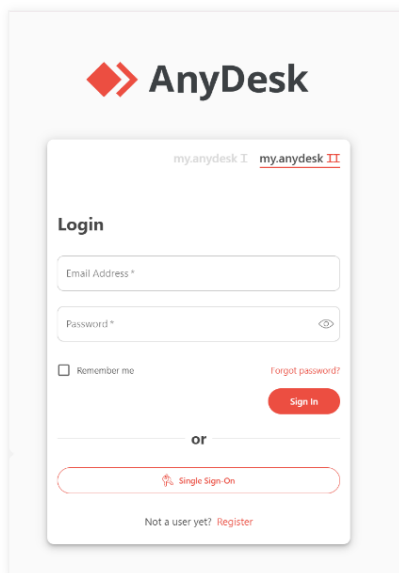 AnyDesk
my.anydesk I my.anydesk II
Login
Email Address *
Password *
Remember me Forgot password?
Sign In
or
Single Sign-On
Not a user yet? Register